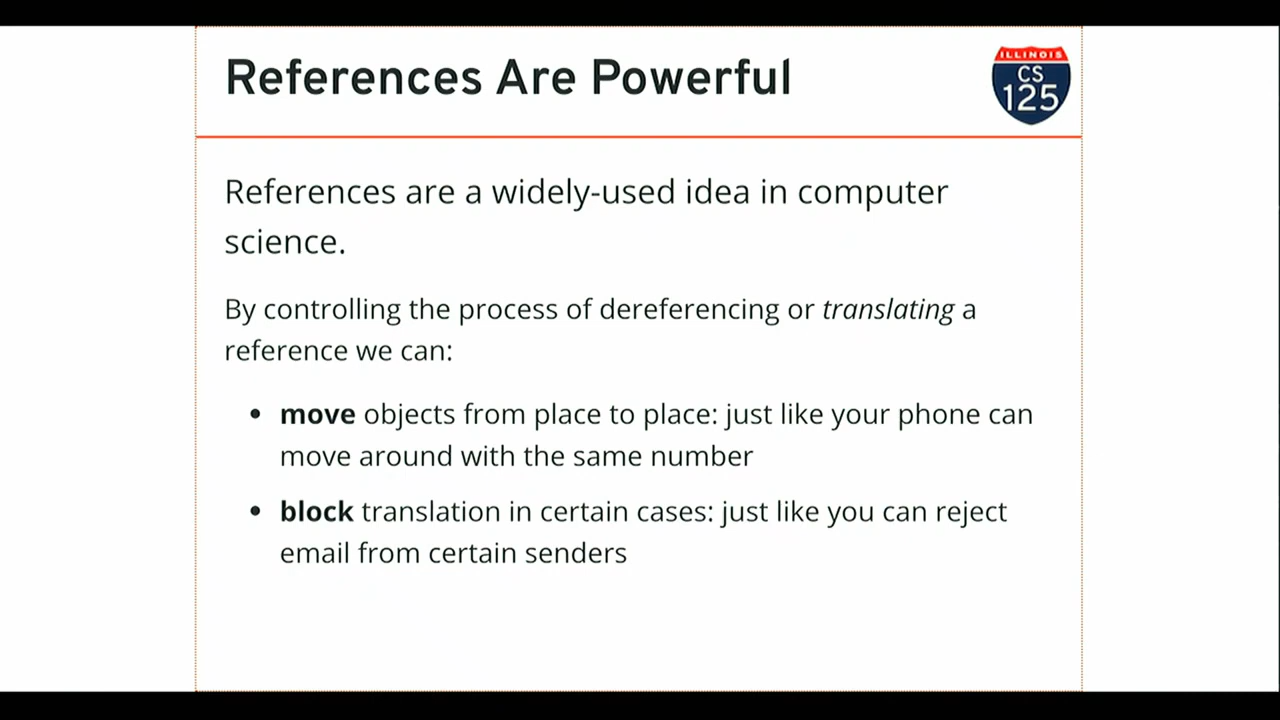 References Are Powerful
ILLINOIS
CS
125
References are a widely-used idea in computer
science.
By controlling the process of dereferencing or translating a
reference we can:
• move objects from place to place: just like your phone can
move around with the same number
• block translation in certain cases: just like you can reject
email from certain senders